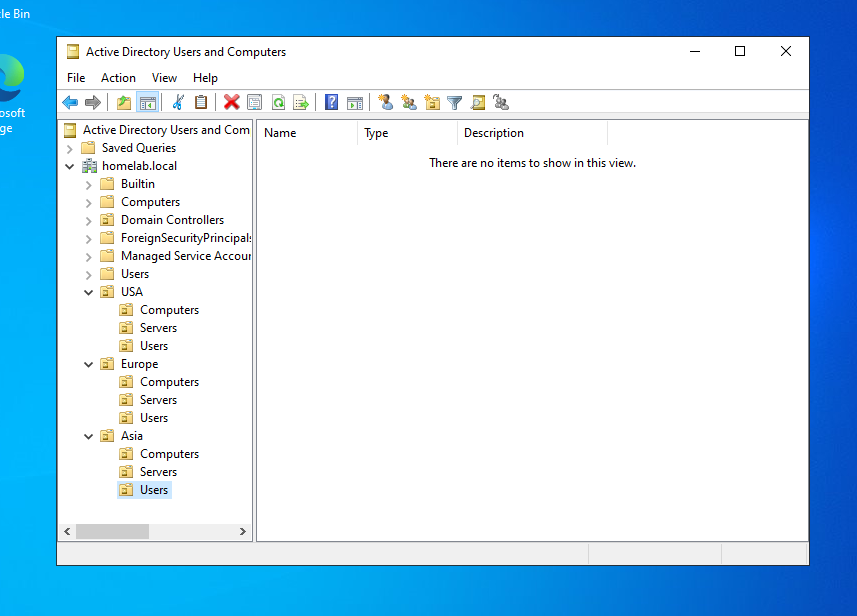 le Bin
osoft
ge
Active Directory Users and Computers
File Action View Help
Active Directory Users and Com
Saved Queries
homelab.local
Builtin
Computers
Domain Controllers
ForeignSecurityPrincipals
Managed Service Accour
Users
USA
Computers
Servers
Users
Europe
Computers
Servers
Users
Asia
Computers
Servers
Users
Name Type Description
There are no items to show in this view.